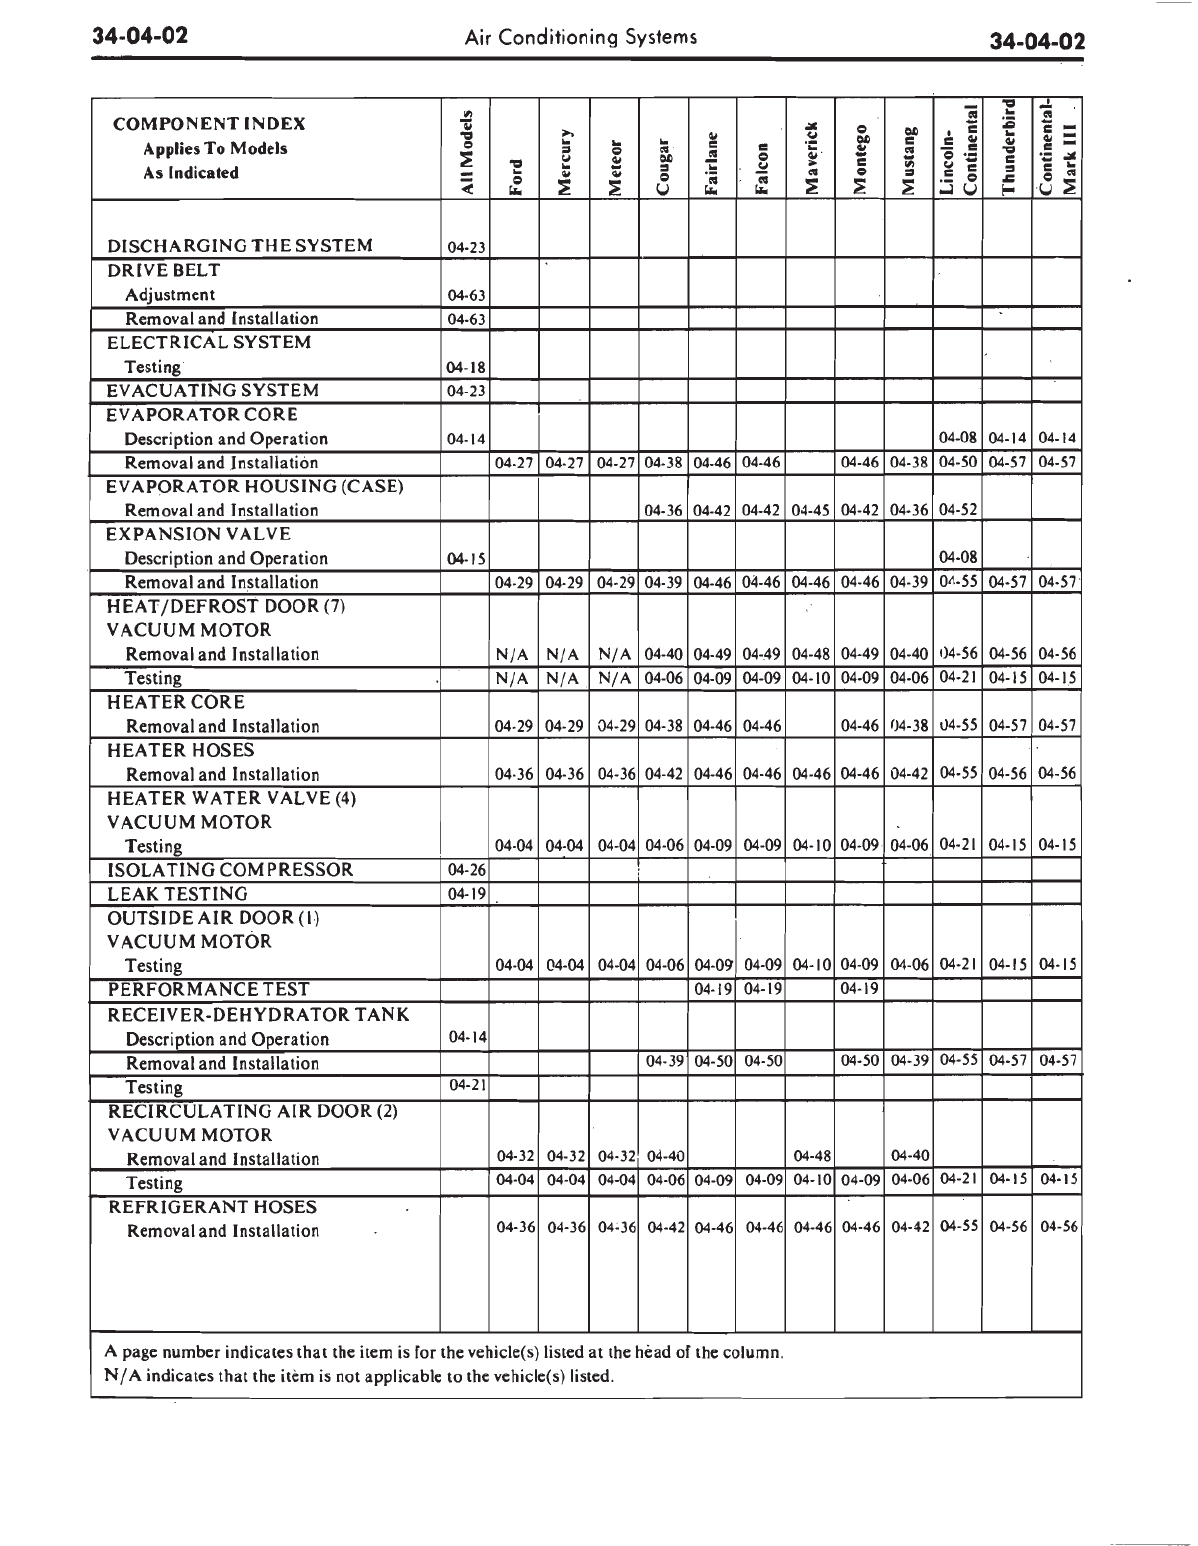 34-04-02 Air Conditioning Systems 34-04-02
COMPONENT INDEX
Applies To Models
As Indicated
All Models
Ford
Mercury
Meteor
Cougar
Fairlane
Falcon
Maverick
Montego
Mustang
Lincoln-
Continental
Thunderbird
Continental-
Mark III
DISCHARGING THE SYSTEM 04-23
DRIVE BELT
Adjustment 04-63
Removal and Installation 04-63
ELECTRICAL SYSTEM
Testing 04-18
EVACUATING SYSTEM 04-23
EVAPORATOR CORE
Description and Operation 04-14 04-08 04-14 04-14
Removal and Installation 04-27 04-27 04-27 04-38 04-46 04-46 04-46 04-38 04-50 04-57 04-57
EVAPORATOR HOUSING (CASE)
Removal and Installation 04-36 04-42 04-42 04-45 04-42 04-36 04-52
EXPANSION VALVE
Description and Operation 04-15 04-08
Removal and Installation 04-29 04-29 04-29 04-39 04-46 04-46 04-46 04-46 04-39 04-55 04-57 04-57
HEAT/DEFROST DOOR (7)
VACUUM MOTOR
Removal and Installation N/A N/A N/A 04-40 04-49 04-49 04-48 04-49 04-40 04-56 04-56 04-56
Testing N/A N/A N/A 04-06 04-09 04-09 04-10 04-09 04-06 04-21 04-15 04-15
HEATER CORE
Removal and Installation 04-29 04-29 04-29 04-38 04-46 04-46 04-46 04-38 04-55 04-57 04-57
HEATER HOSES
Removal and Installation 04-36 04-36 04-36 04-42 04-46 04-46 04-46 04-46 04-42 04-55 04-56 04-56
HEATER WATER VALVE (4)
VACUUM MOTOR
Testing 04-04 04-04 04-04 04-06 04-09 04-09 04-10 04-09 04-06 04-21 04-15 04-15
ISOLATING COMPRESSOR 04-26
LEAK TESTING 04-19
OUTSIDE AIR DOOR (1)
VACUUM MOTOR
Testing 04-04 04-04 04-04 04-06 04-09 04-09 04-10 04-09 04-06 04-21 04-15 04-15
PERFORMANCE TEST 04-19 04-19 04-19
RECEIVER-DEHYDRATOR TANK
Description and Operation 04-14
Removal and Installation 04-39 04-50 04-50 04-50 04-39 04-55 04-57 04-57
Testing 04-21
RECIRCULATING AIR DOOR (2)
VACUUM MOTOR
Removal and Installation 04-32 04-32 04-32 04-40 04-48 04-40
Testing 04-04 04-04 04-04 04-06 04-09 04-09 04-10 04-09 04-06 04-21 04-15 04-15
REFRIGERANT HOSES
Removal and Installation 04-36 04-36 04-36 04-42 04-46 04-46 04-46 04-46 04-42 04-55 04-56 04-56
A page number indicates that the item is for the vehicle(s) listed at the head of the column.
N/A indicates that the item is not applicable to the vehicle(s) listed.